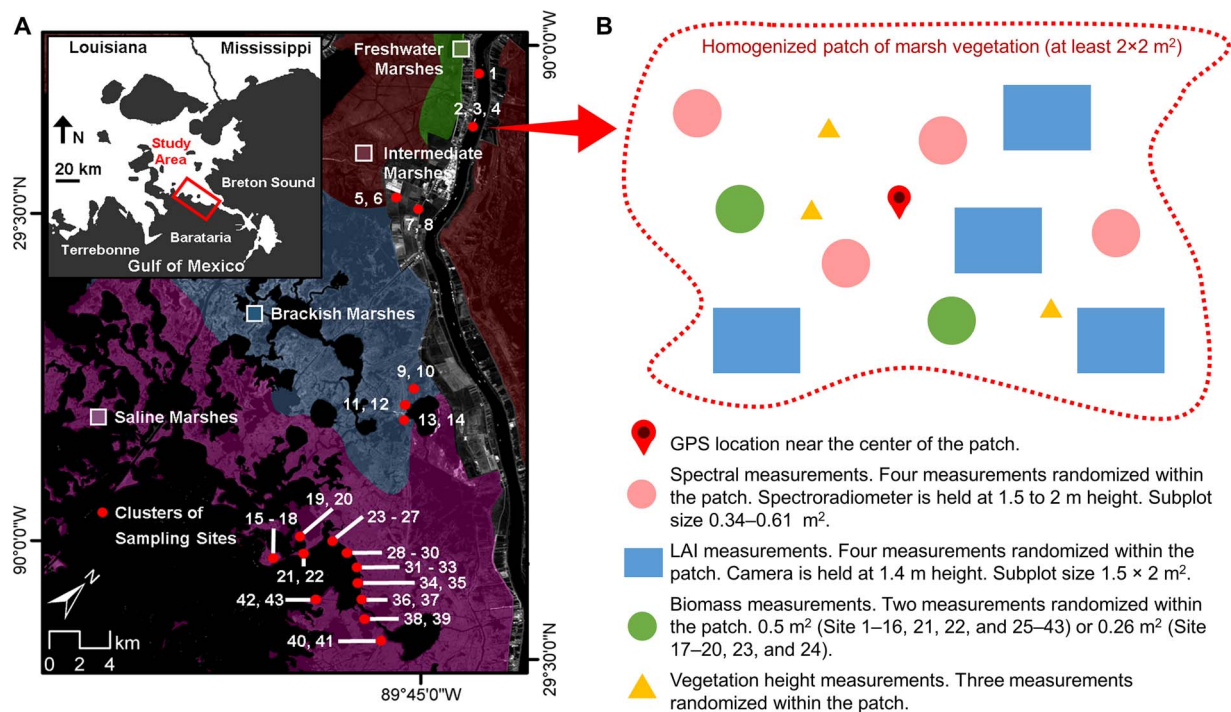 A
Louisiana
Mississippi
N
20 km
Study
Area
Breton Sound
Terrebonne
Barataria
Gulf of Mexico
Freshwater
Marshes
1
2 -3, 4
Intermediate
Marshes
5, 6
7, 8
Brackish Marshes
9, 10
11, 12
13, 14
Saline Marshes
Clusters of
Sampling Sites
19, 20
15 - 18
23 - 27
21, 22
28 - 30
31 - 33
34, 35
42, 43
36, 37
38, 39
40, 41
N
km
0 2 4
90°0'0"W
29°30'0"N
90°0'0"W
89°45'0"W
29°30'0"N
B
Homogenized patch of marsh vegetation (at least 2×2 m²)
GPS location near the center of the patch.
Spectral measurements. Four measurements randomized within
the patch. Spectroradiometer is held at 1.5 to 2 m height. Subplot
size 0.34–0.61 m².
LAI measurements. Four measurements randomized within the
patch. Camera is held at 1.4 m height. Subplot size 1.5 × 2 m².
Biomass measurements. Two measurements randomized within
the patch. 0.5 m² (Site 1–16, 21, 22, and 25–43) or 0.26 m² (Site
17–20, 23, and 24).
Vegetation height measurements. Three measurements
randomized within the patch.